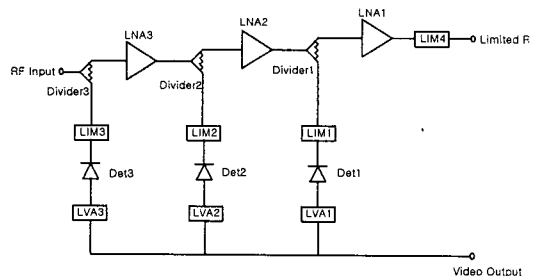 LNA1
LNA2
LNA3
LIM4
Limited R
RF Input
Divider3
Divider2
Divider1
LIM3
LIM2
LIM1
Det3
Det2
Det1
LVA3
LVA2
LVA1
Video Output